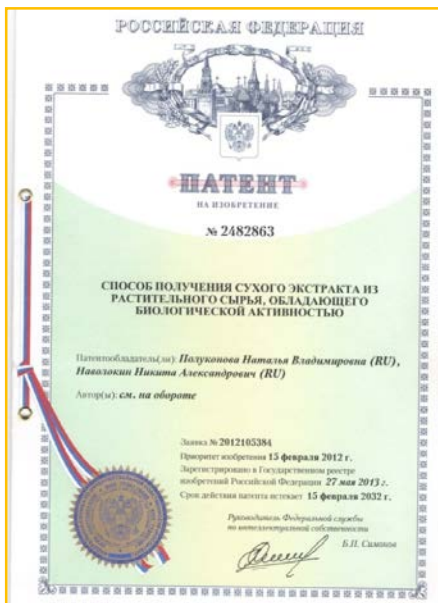 РОССИЙСКАЯ ФЕДЕРАЦИЯ
ПАТЕНТ
НА ИЗОБРЕТЕНИЕ
№ 2482863
СПОСОБ ПОЛУЧЕНИЯ СУХОГО ЭКСТРАКТА ИЗ
РАСТИТЕЛЬНОГО СЫРЬЯ, ОБЛАДАЮЩЕГО
БИОЛОГИЧЕСКОЙ АКТИВНОСТЬЮ
Патентообладатель(ли): Полуконова Наталья Владимировна (RU),
Наволокин Никита Александрович (RU)
Автор(ы): см. на обороте
Заявка № 2012105384
Приоритет изобретения 15 февраля 2012 г.
Зарегистрировано в Государственном реестре
изобретений Российской Федерации 27 мая 2013 г.
Срок действия патента истекает 15 февраля 2032 г.
Руководитель Федеральной службы
по интеллектуальной собственности
Б.П. Симонов